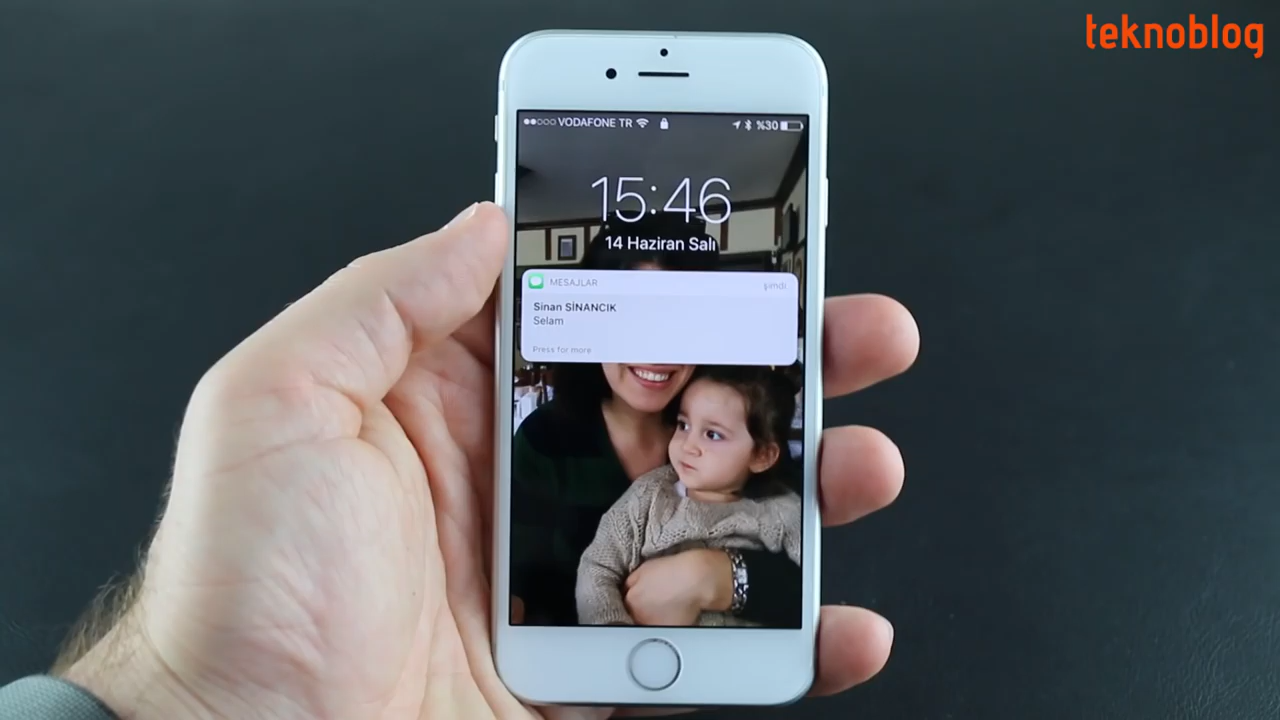 teknoblog
VODAFONE TR %30
15:46
14 Haziran Salı
MESAJLAR şimdi
Sinan SİNANCIK
Selam
Press for more